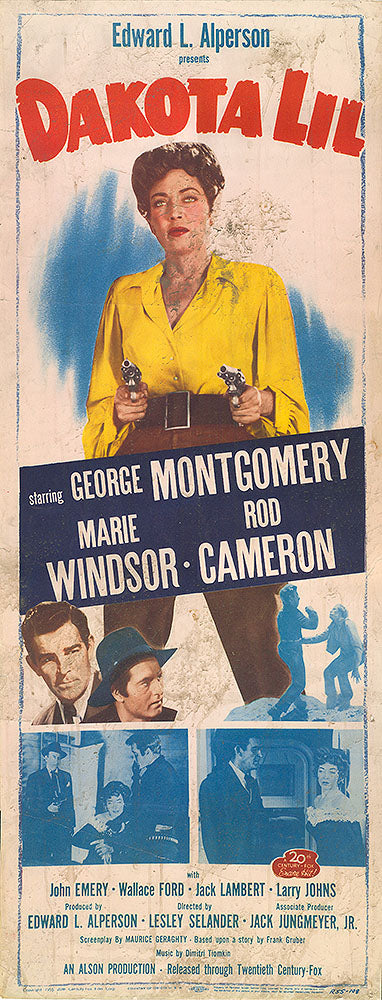 Edward L. Alperson
presents
DAKOTA LIL
starring GEORGE MONTGOMERY
MARIE WINDSOR · ROD CAMERON
20th
CENTURY-FOX
Encore Hit!
with
John EMERY · Wallace FORD · Jack LAMBERT · Larry JOHNS
Produced by Directed by Associate Producer
EDWARD L. ALPERSON · LESLEY SELANDER · JACK JUNGMEYER, JR.
Screenplay By MAURICE GERAGHTY · Based upon a story by Frank Gruber
Music by Dimitri Tiomkin
AN ALSON PRODUCTION · Released through Twentieth Century-Fox